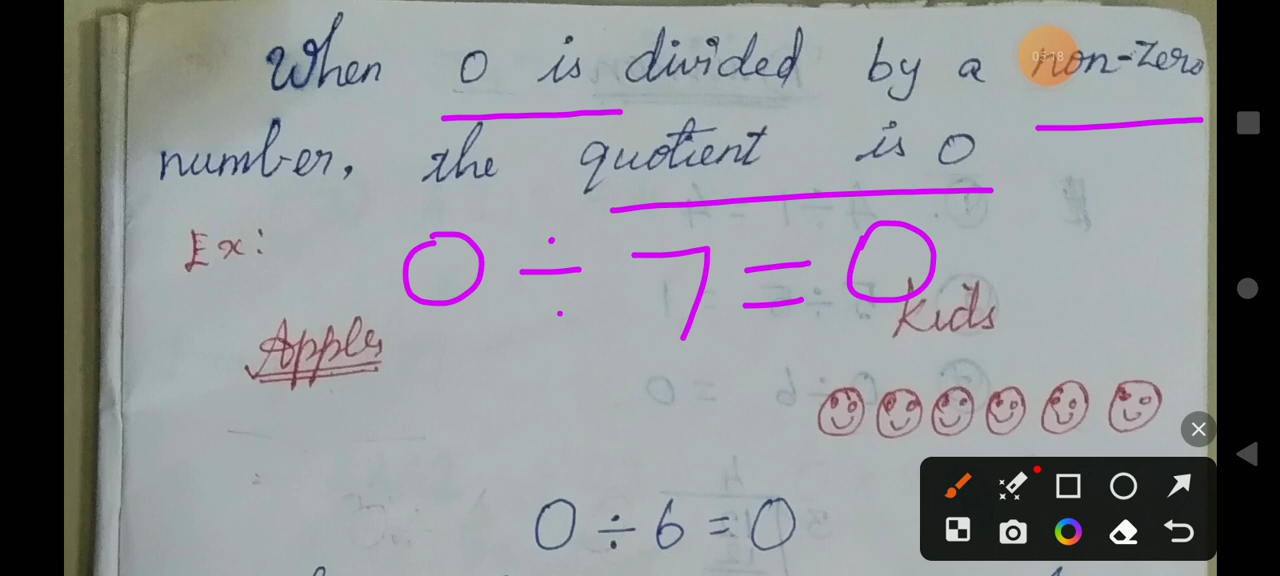 When 0 is divided by a non-zero
number, the quotient is 0
Ex: 0 ÷ 7 = 0
Kids
Apples
0 ÷ 6 = 0